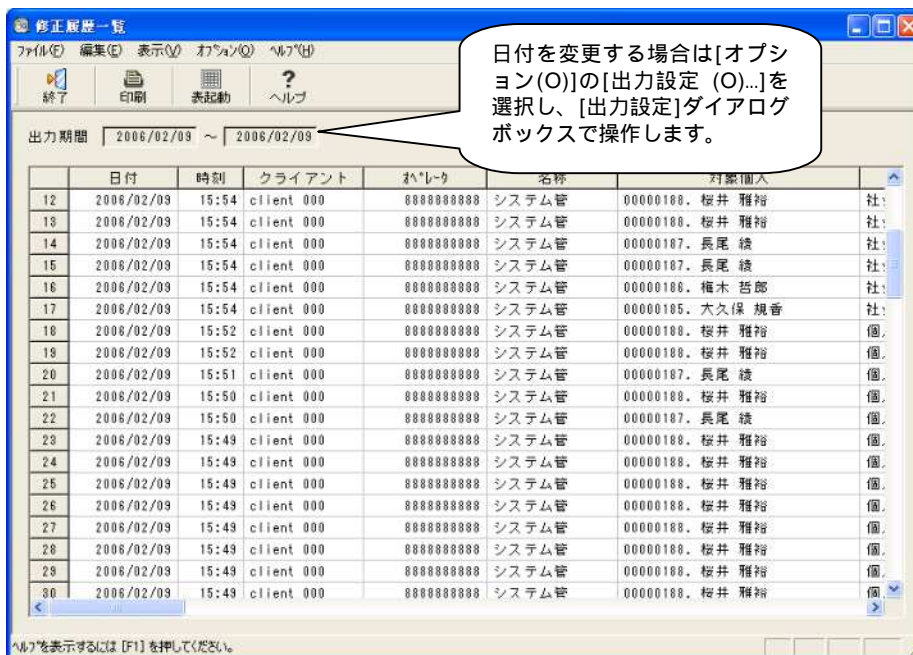 修正履歴一覧
ファイル(F) 編集(E) 表示(V) オプション(O) ヘルプ(H)
終了 印刷 表起動 ヘルプ
日付を変更する場合は[オプシ
ョン(O)]の[出力設定 (O)...]を
選択し、[出力設定]ダイアログ
ボックスで操作します。
出力期間 2006/02/09 ～ 2006/02/09
日付 時刻 クライアント オペレータ 名称 対象個人
12 2006/02/09 15:54 client 000 8888888888 システム管 00000188. 桜井 雅裕 社
13 2006/02/09 15:54 client 000 8888888888 システム管 00000188. 桜井 雅裕 社
14 2006/02/09 15:54 client 000 8888888888 システム管 00000187. 長尾 綾 社
15 2006/02/09 15:54 client 000 8888888888 システム管 00000187. 長尾 綾 社
16 2006/02/09 15:54 client 000 8888888888 システム管 00000186. 梅木 哲郎 社
17 2006/02/09 15:54 client 000 8888888888 システム管 00000185. 大久保 規香 社
18 2006/02/09 15:52 client 000 8888888888 システム管 00000188. 桜井 雅裕 個
19 2006/02/09 15:52 client 000 8888888888 システム管 00000188. 桜井 雅裕 個
20 2006/02/09 15:51 client 000 8888888888 システム管 00000187. 長尾 綾 個
21 2006/02/09 15:50 client 000 8888888888 システム管 00000188. 桜井 雅裕 個
22 2006/02/09 15:50 client 000 8888888888 システム管 00000187. 長尾 綾 個
23 2006/02/09 15:49 client 000 8888888888 システム管 00000188. 桜井 雅裕 個
24 2006/02/09 15:49 client 000 8888888888 システム管 00000188. 桜井 雅裕 個
25 2006/02/09 15:49 client 000 8888888888 システム管 00000188. 桜井 雅裕 個
26 2006/02/09 15:49 client 000 8888888888 システム管 00000188. 桜井 雅裕 個
27 2006/02/09 15:49 client 000 8888888888 システム管 00000188. 桜井 雅裕 個
28 2006/02/09 15:49 client 000 8888888888 システム管 00000188. 桜井 雅裕 個
29 2006/02/09 15:49 client 000 8888888888 システム管 00000188. 桜井 雅裕 個
30 2006/02/09 15:49 client 000 8888888888 システム管 00000188. 桜井 雅裕 個
ヘルプを表示するには [F1] を押してください。